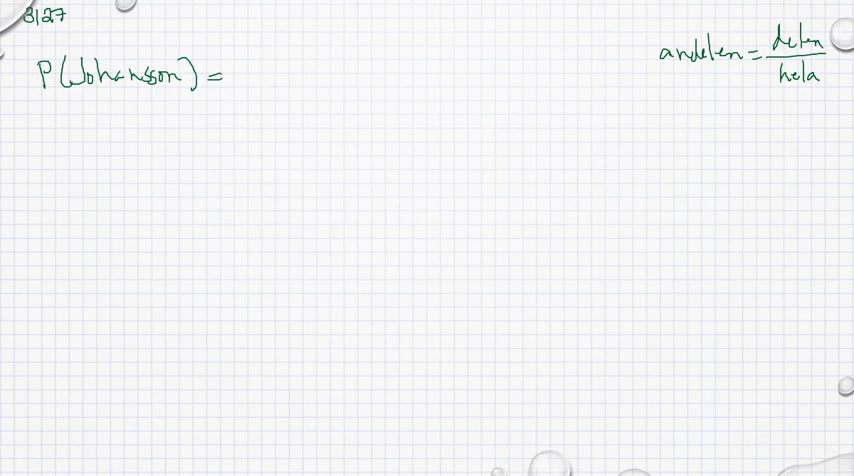 3127
P(Johansson) =
andelen = delen / hela